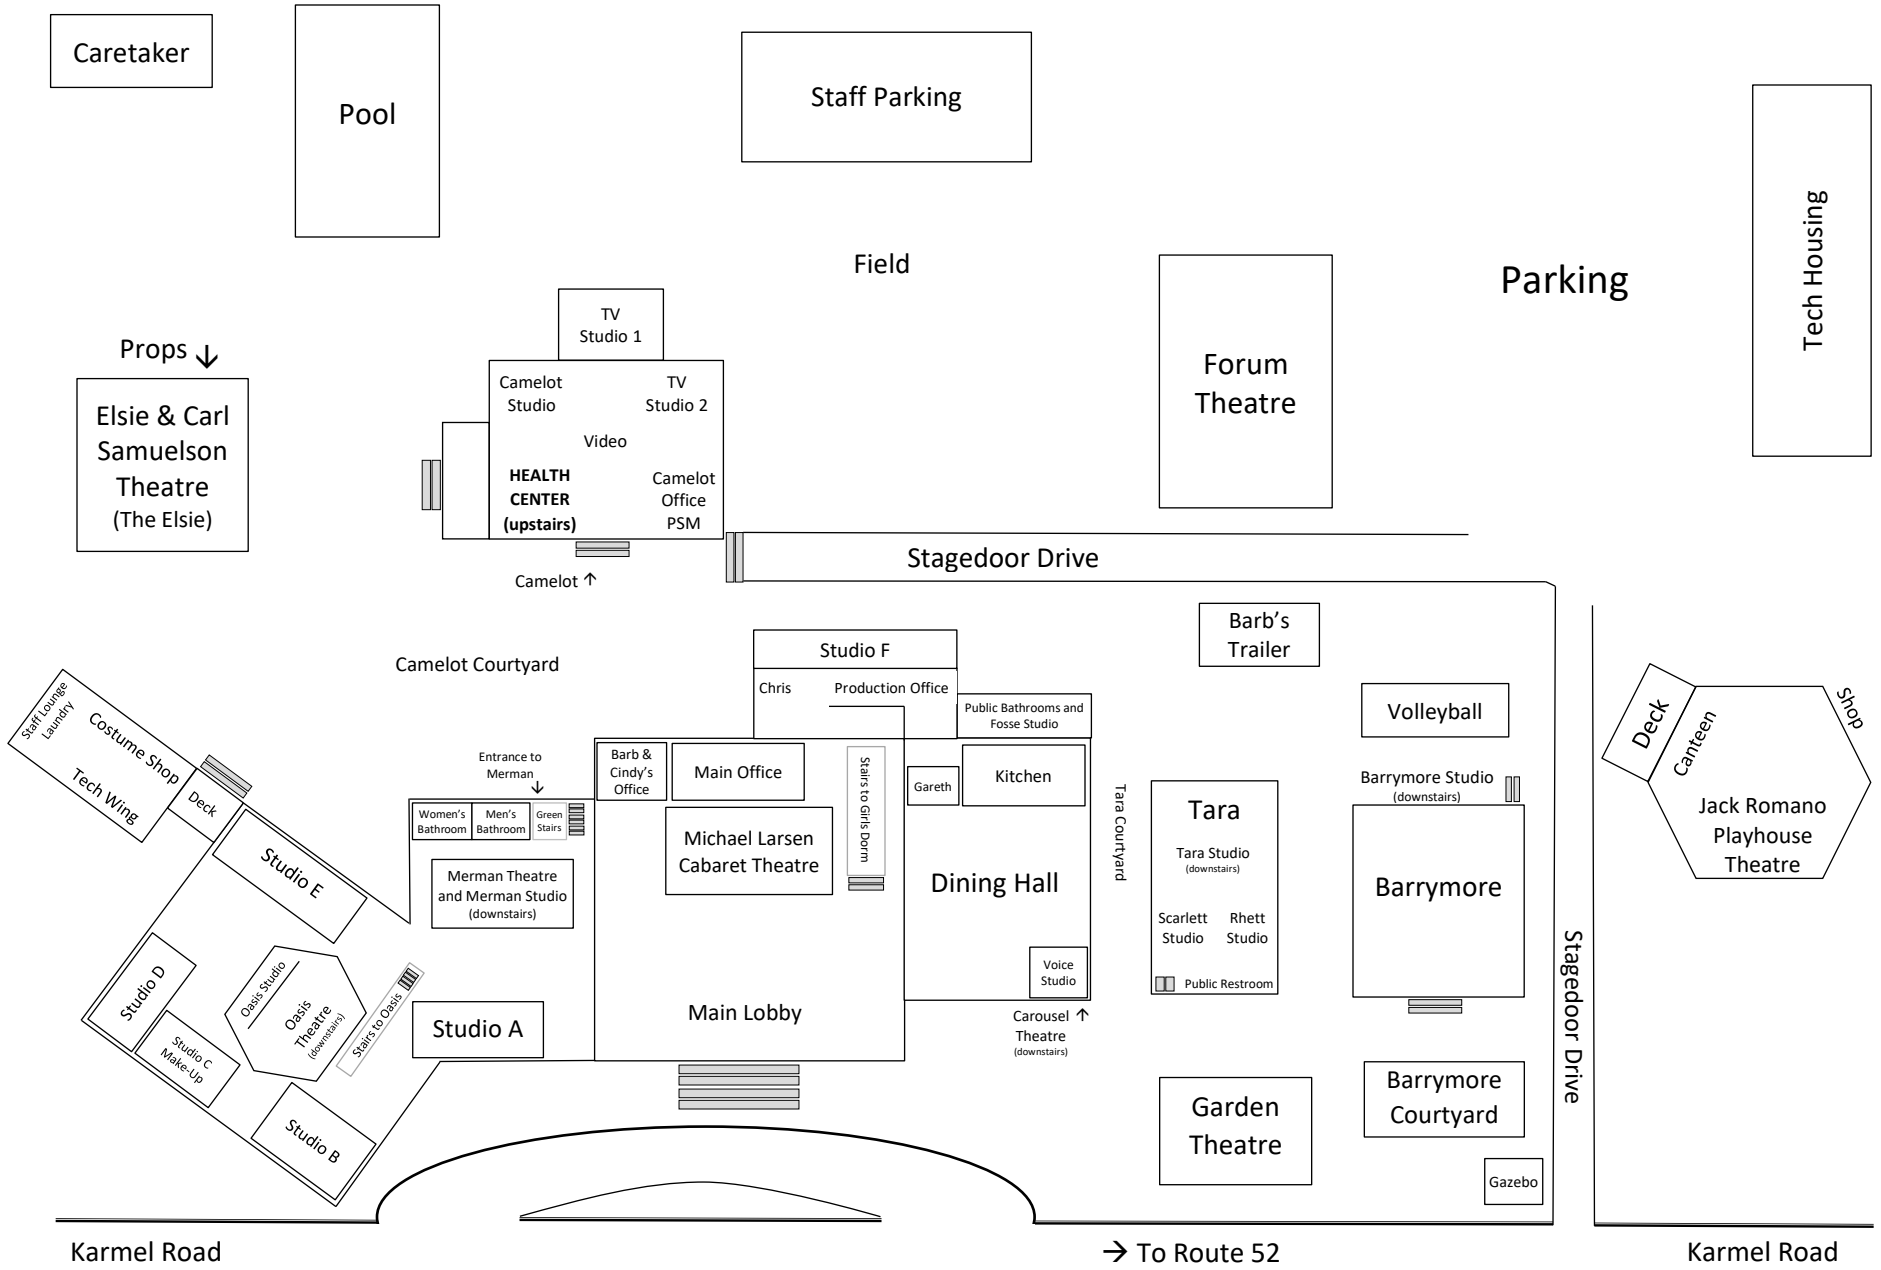 Caretaker
Pool
Staff Parking
Tech Housing
Field
Parking
Props ↓
Elsie & Carl
Samuelson
Theatre
(The Elsie)
TV
Studio 1
Camelot
Studio
TV
Studio 2
Video
HEALTH
CENTER
(upstairs)
Camelot
Office
PSM
Camelot ↑
Forum
Theatre
Stagedoor Drive
Barb’s
Trailer
Camelot Courtyard
Studio F
Chris
Production Office
Public Bathrooms and
Fosse Studio
Volleyball
Deck
Canteen
Shop
Jack Romano
Playhouse
Theatre
Staff Lounge
Laundry
Costume Shop
Tech Wing
Deck
Entrance to
Merman
↓
Barb &
Cindy’s
Office
Main Office
Stairs to Girls Dorm
Gareth
Kitchen
Tara Courtyard
Tara
Tara Studio
(downstairs)
Scarlett
Studio
Rhett
Studio
Public Restroom
Barrymore Studio
(downstairs)
Barrymore
Women’s
Bathroom
Men’s
Bathroom
Green
Stairs
Michael Larsen
Cabaret Theatre
Merman Theatre
and Merman Studio
(downstairs)
Dining Hall
Studio E
Studio D
Oasis Studio
Oasis
Theatre
(downstairs)
Stairs to Oasis
Studio C
Make-Up
Studio B
Studio A
Main Lobby
Voice
Studio
Carousel ↑
Theatre
(downstairs)
Garden
Theatre
Barrymore
Courtyard
Gazebo
Stagedoor Drive
Karmel Road
→ To Route 52
Karmel Road